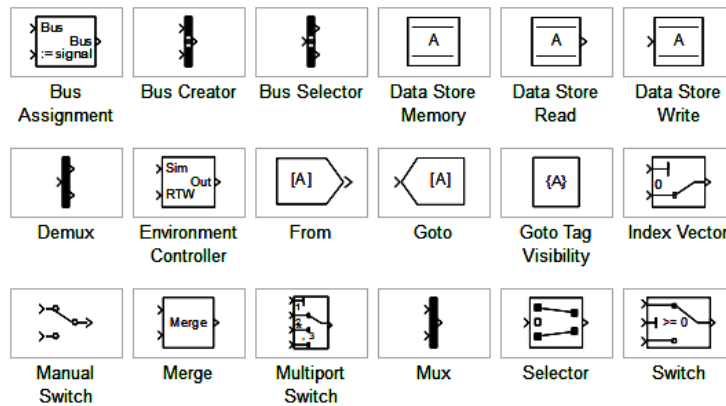 Bus
Bus
:= signal
A
A
A
Bus
Assignment
Bus Creator
Bus Selector
Data Store
Memory
Data Store
Read
Data Store
Write
Sim
Out
RTW
[A]
[A]
{A}
0
Demux
Environment
Controller
From
Goto
Goto Tag
Visibility
Index Vector
Merge
1
2
*, 3
>= 0
Manual
Switch
Merge
Multiport
Switch
Mux
Selector
Switch